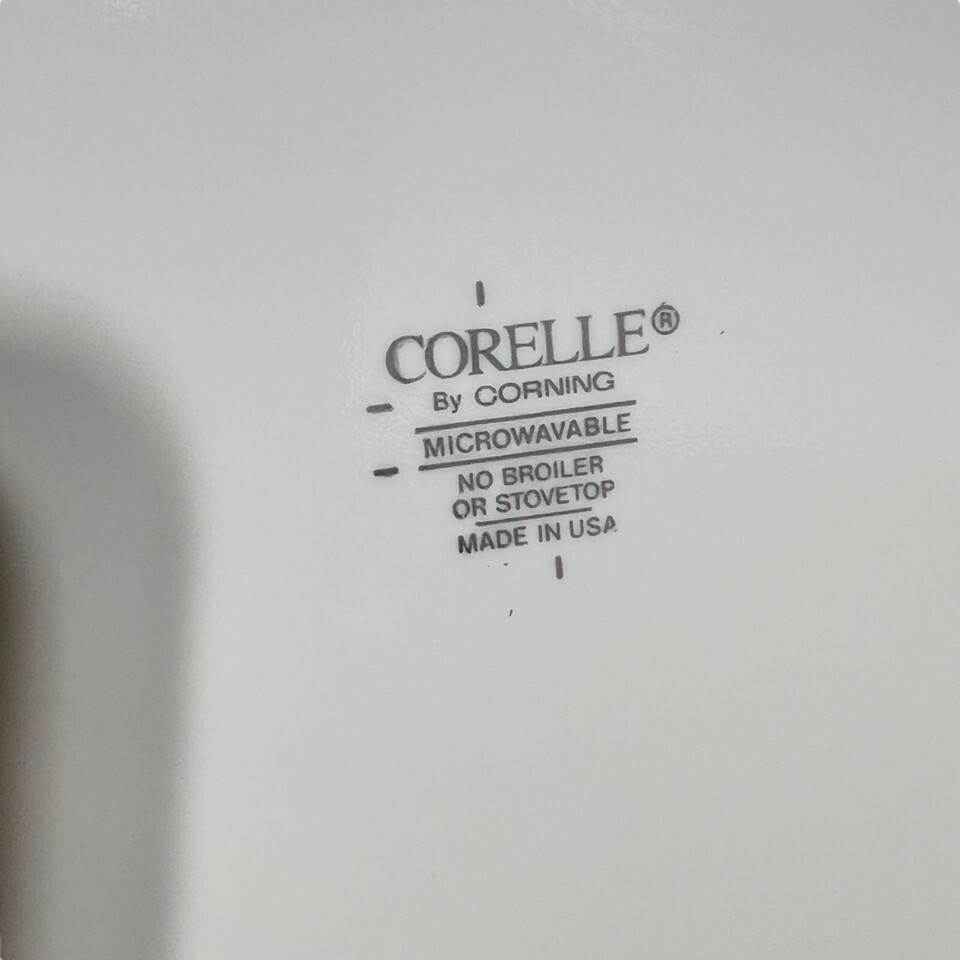 CORELLE®
By CORNING
MICROWAVABLE
NO BROILER
OR STOVETOP
MADE IN USA